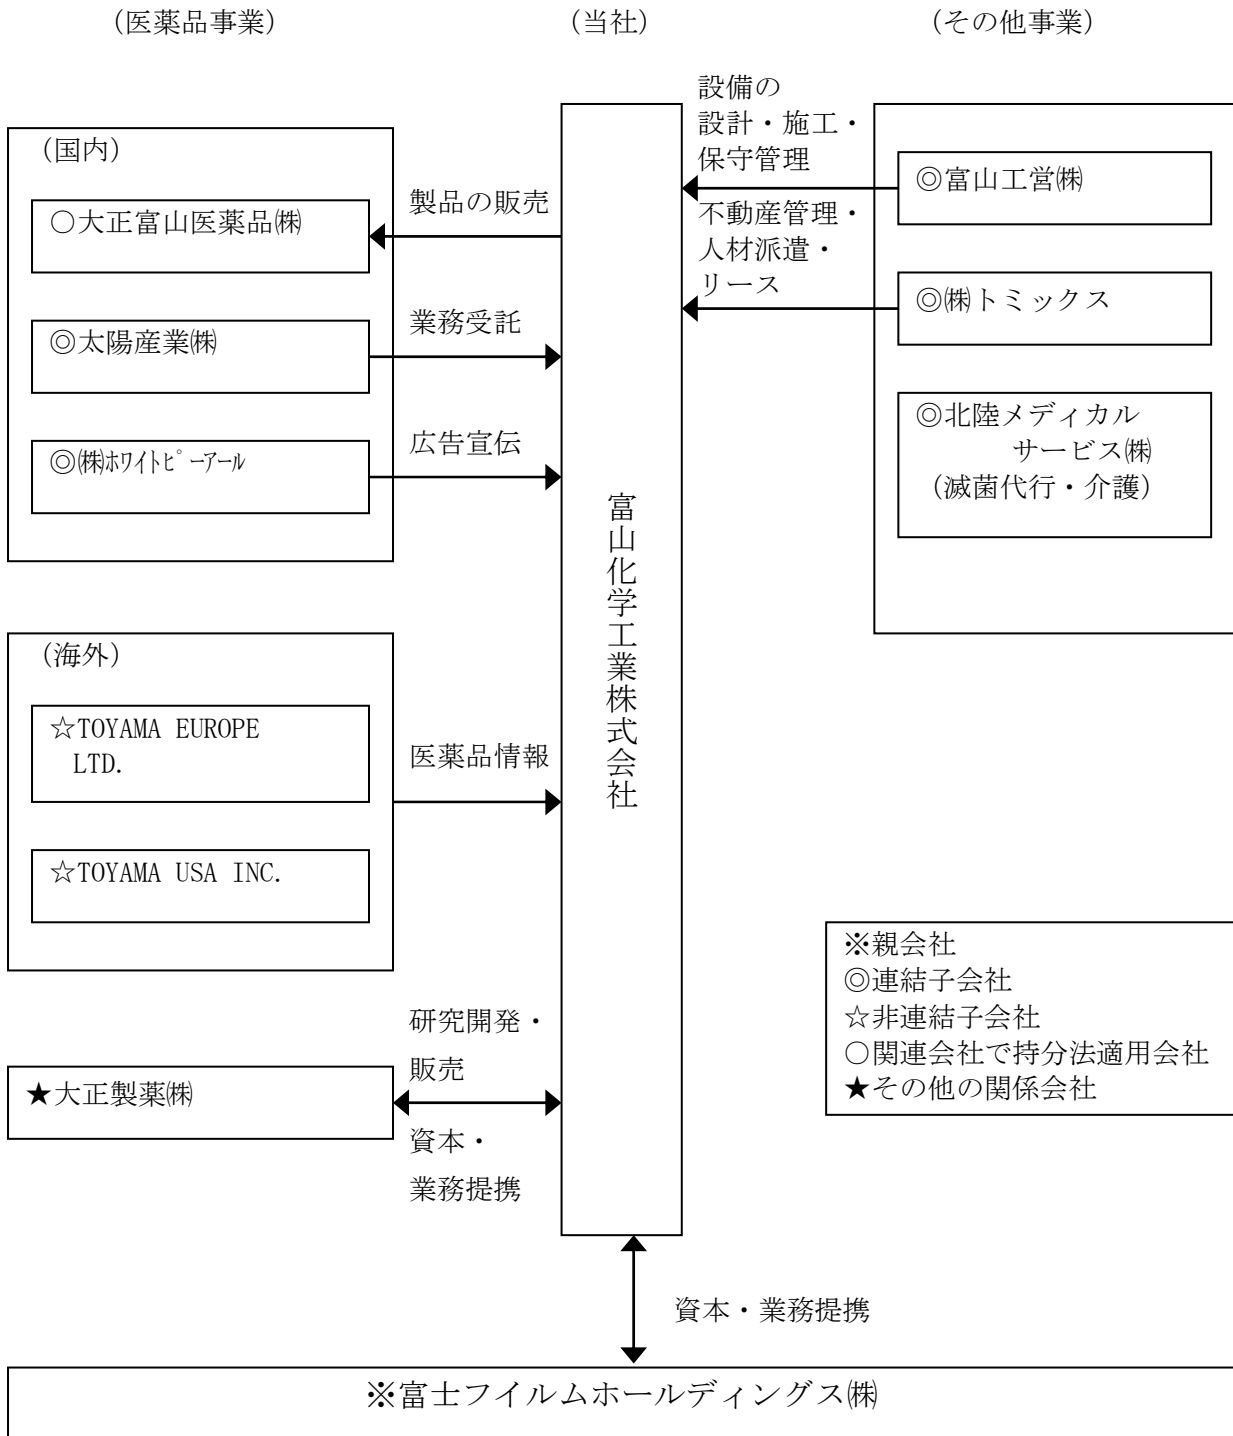 （医薬品事業）
（当社）
（その他事業）
（国内）
○大正富山医薬品㈱
◎太陽産業㈱
◎㈱ﾎﾜｲﾄﾋﾟｰｱｰﾙ
製品の販売
業務受託
広告宣伝
（海外）
☆TOYAMA EUROPE
LTD.
☆TOYAMA USA INC.
医薬品情報
★大正製薬㈱
研究開発・
販売
資本・
業務提携
富山化学工業株式会社
設備の
設計・施工・
保守管理
不動産管理・
人材派遣・
リース
◎富山工営㈱
◎㈱トミックス
◎北陸メディカル
サービス㈱
（滅菌代行・介護）
※親会社
◎連結子会社
☆非連結子会社
○関連会社で持分法適用会社
★その他の関係会社
資本・業務提携
※富士フイルムホールディングス㈱